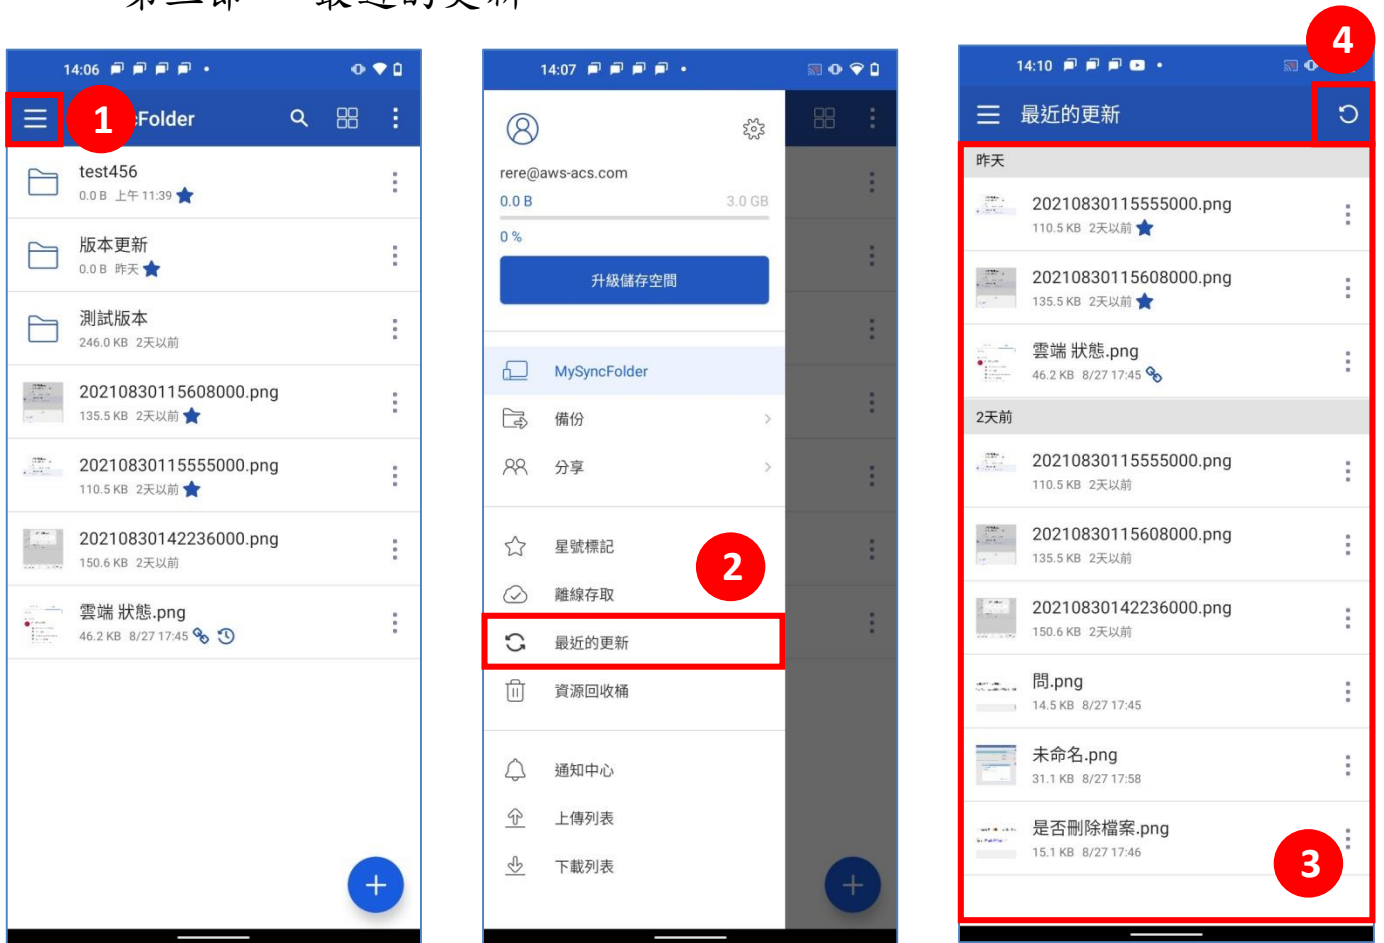 最近的更新
14:06
1
Folder
test456
0.0 B 上午 11:39
版本更新
0.0 B 昨天
測試版本
246.0 KB 2天以前
20210830115608000.png
135.5 KB 2天以前
20210830115555000.png
110.5 KB 2天以前
20210830142236000.png
150.6 KB 2天以前
雲端 狀態.png
46.2 KB 8/27 17:45
14:07
rere@aws-acs.com
0.0 B 3.0 GB
0 %
升級儲存空間
MySyncFolder
備份
分享
星號標記
2
離線存取
最近的更新
資源回收桶
通知中心
上傳列表
下載列表
4
14:10
最近的更新
昨天
20210830115555000.png
110.5 KB 2天以前
20210830115608000.png
135.5 KB 2天以前
雲端 狀態.png
46.2 KB 8/27 17:45
2天前
20210830115555000.png
110.5 KB 2天以前
20210830115608000.png
135.5 KB 2天以前
20210830142236000.png
150.6 KB 2天以前
問.png
14.5 KB 8/27 17:45
未命名.png
31.1 KB 8/27 17:58
是否刪除檔案.png
15.1 KB 8/27 17:46
3